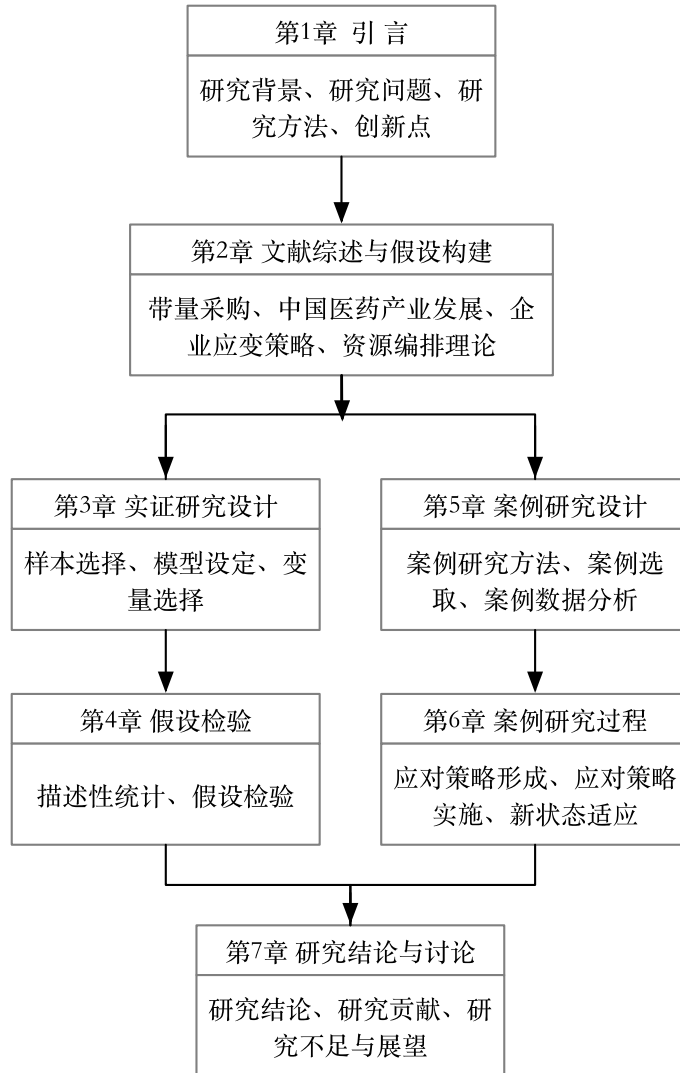 第1章 引 言
研究背景、研究问题、研
究方法、创新点
第2章 文献综述与假设构建
带量采购、中国医药产业发展、企
业应变策略、资源编排理论
第3章 实证研究设计
样本选择、模型设定、变
量选择
第5章 案例研究设计
案例研究方法、案例选
取、案例数据分析
第4章 假设检验
描述性统计、假设检验
第6章 案例研究过程
应对策略形成、应对策略
实施、新状态适应
第7章 研究结论与讨论
研究结论、研究贡献、研
究不足与展望